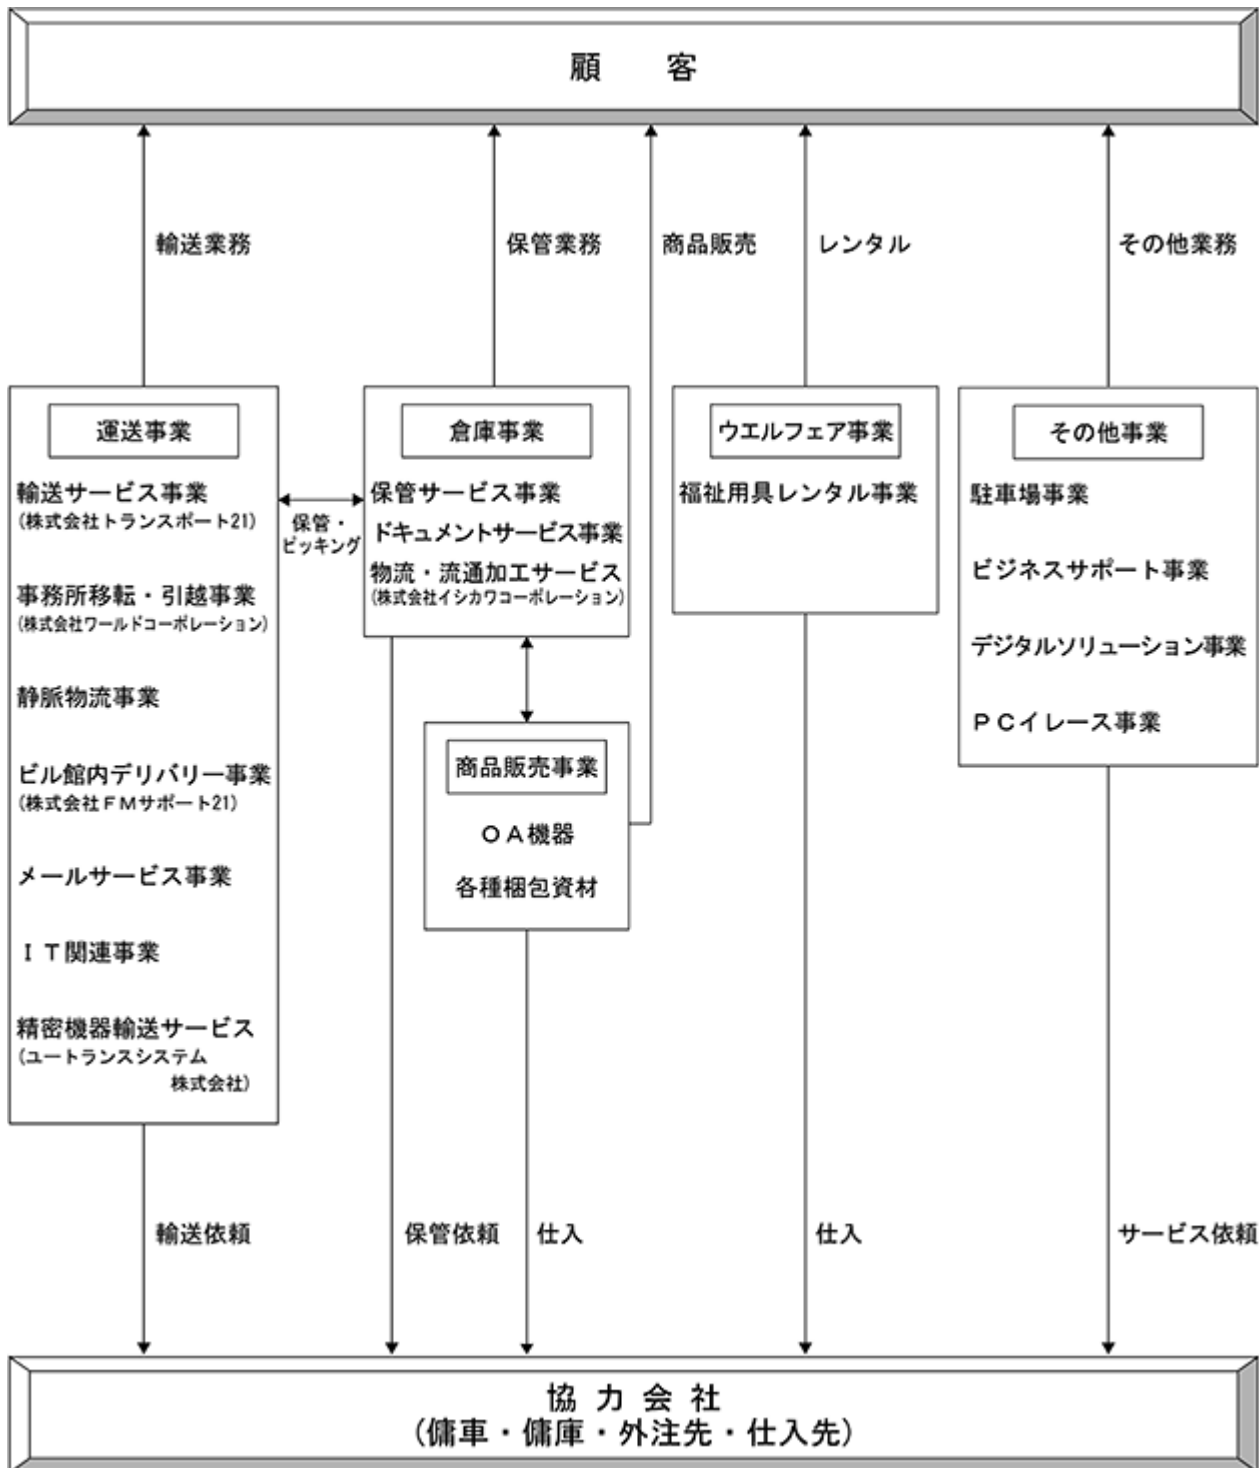 顧　客
輸送業務
保管業務
商品販売
レンタル
その他業務
運送事業
輸送サービス事業
(株式会社トランスポート21)
事務所移転・引越事業
(株式会社ワールドコーポレーション)
静脈物流事業
ビル館内デリバリー事業
(株式会社ＦＭサポート21)
メールサービス事業
ＩＴ関連事業
精密機器輸送サービス
(ユートランスシステム
株式会社)
保管・
ピッキング
倉庫事業
保管サービス事業
ドキュメントサービス事業
物流・流通加工サービス
(株式会社イシカワコーポレーション)
商品販売事業
ＯＡ機器
各種梱包資材
ウエルフェア事業
福祉用具レンタル事業
その他事業
駐車場事業
ビジネスサポート事業
デジタルソリューション事業
ＰＣイレース事業
輸送依頼
保管依頼
仕入
仕入
サービス依頼
協力会社
(傭車・傭庫・外注先・仕入先)